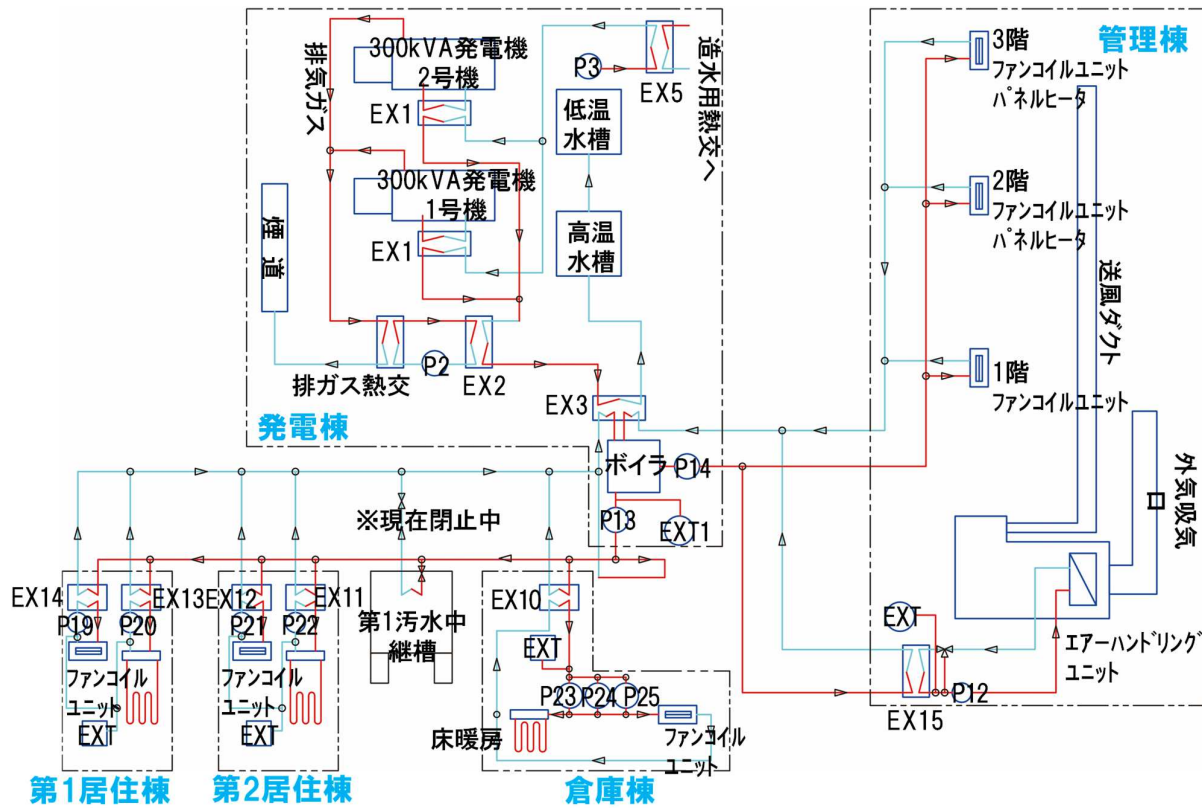 300kVA発電機
2号機
EX1
排気ガス
P3
EX5
造水用熱交へ
低温
水槽
300kVA発電機
1号機
EX1
高温
水槽
煙道
P2
排ガス熱交
EX2
EX3
発電棟
ボイラ
P14
P13
EXT1
管理棟
3階
ファンコイルユニット
パネルヒータ
2階
ファンコイルユニット
パネルヒータ
1階
ファンコイルユニット
送風ダクト
外気吸気
EXT
エアーハンドリング
ユニット
P12
EX15
※現在閉止中
EX14
EX13
EX12
EX11
P19
P20
P21
P22
ファンコイル
ユニット
EXT
ファンコイル
ユニット
EXT
第1汚水中
継槽
EX10
EXT
P23
P24
P25
床暖房
ファンコイル
ユニット
第1居住棟
第2居住棟
倉庫棟